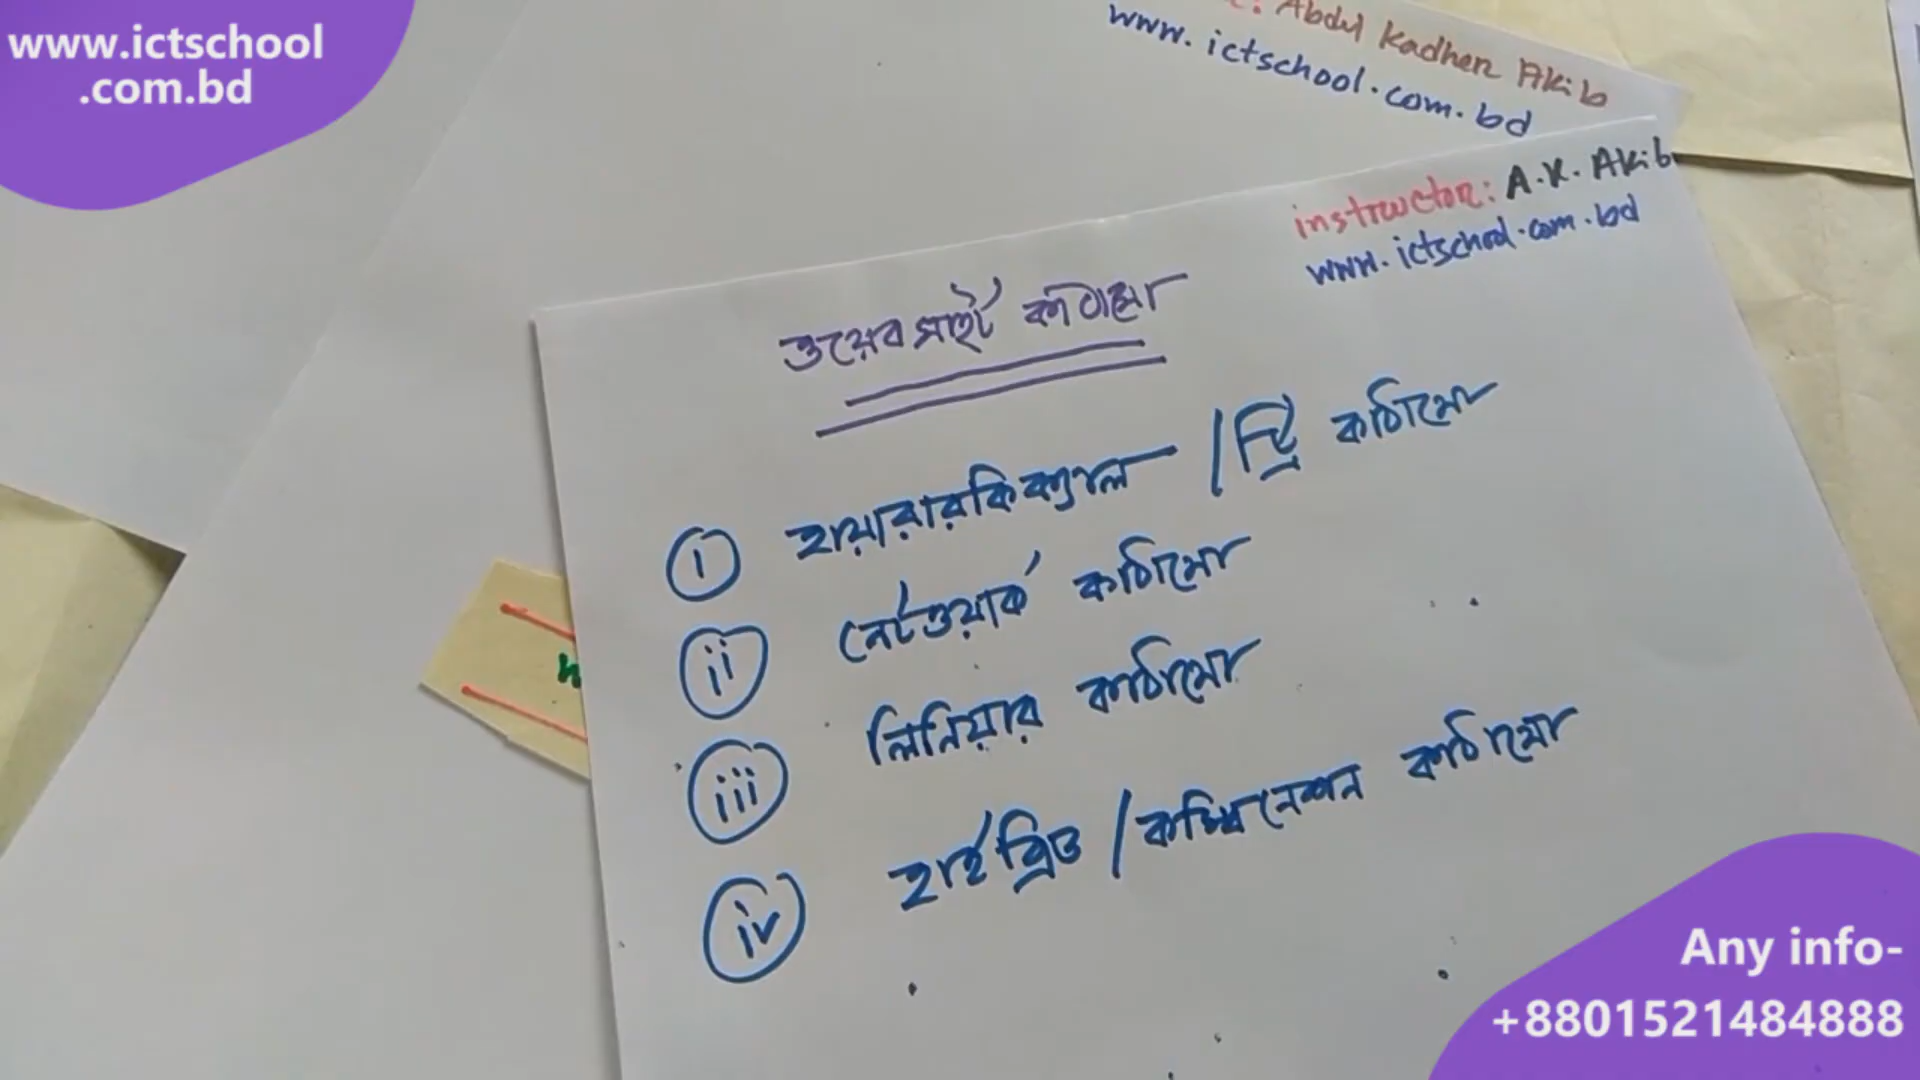 www.ictschool
.com.bd
: Abdul Kadher Akib
www.ictschool.com.bd
instructor: A.K. Akib
www.ictschool.com.bd
ওয়েবসাইট কাঠামো
i হায়ারারকিক্যাল / ট্রি কাঠামো
ii নেটওয়ার্ক কাঠামো
iii লিনিয়ার কাঠামো
iv হাইব্রিড / কম্বিনেশন কাঠামো
Any info-
+8801521484888